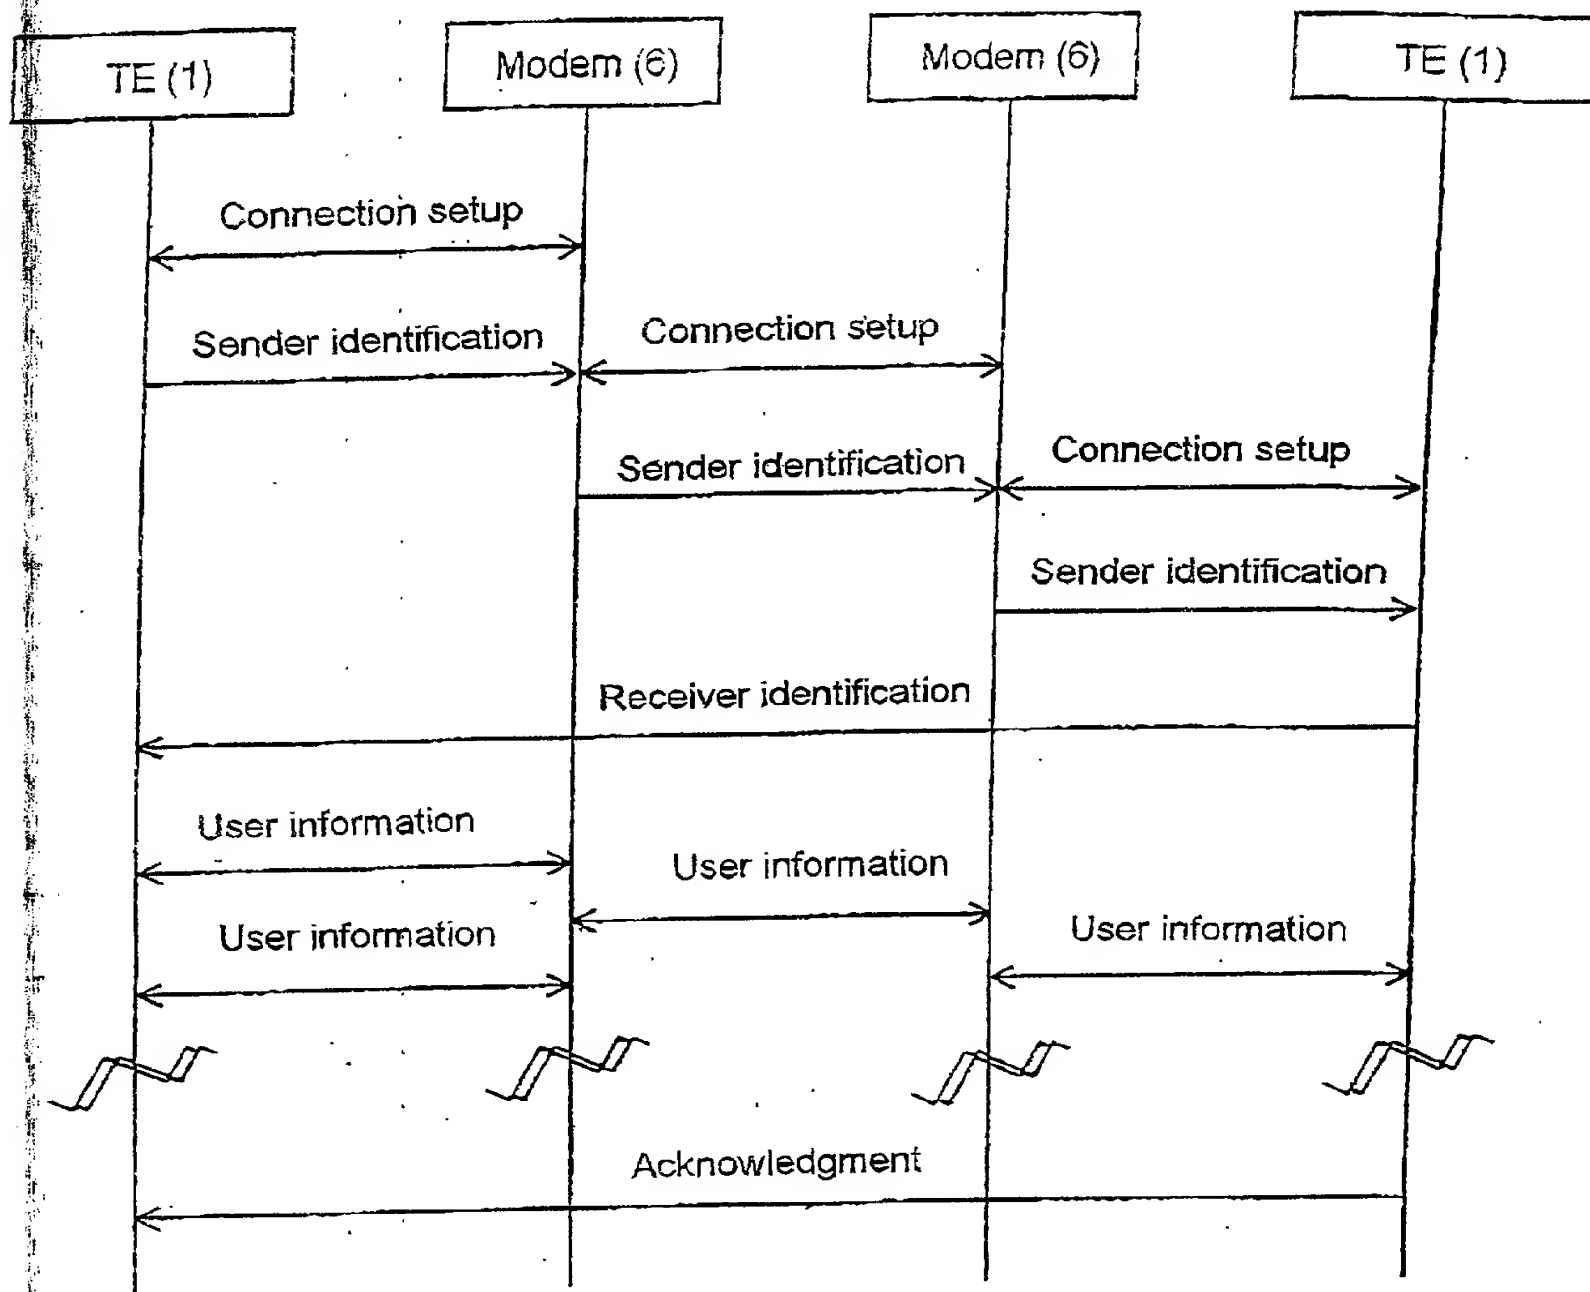 TE (1)
Modem (6)
Modem (6)
TE (1)
Connection setup
Sender identification
Connection setup
Sender identification
Connection setup
Sender identification
Receiver identification
User information
User information
User information
User information
Acknowledgment